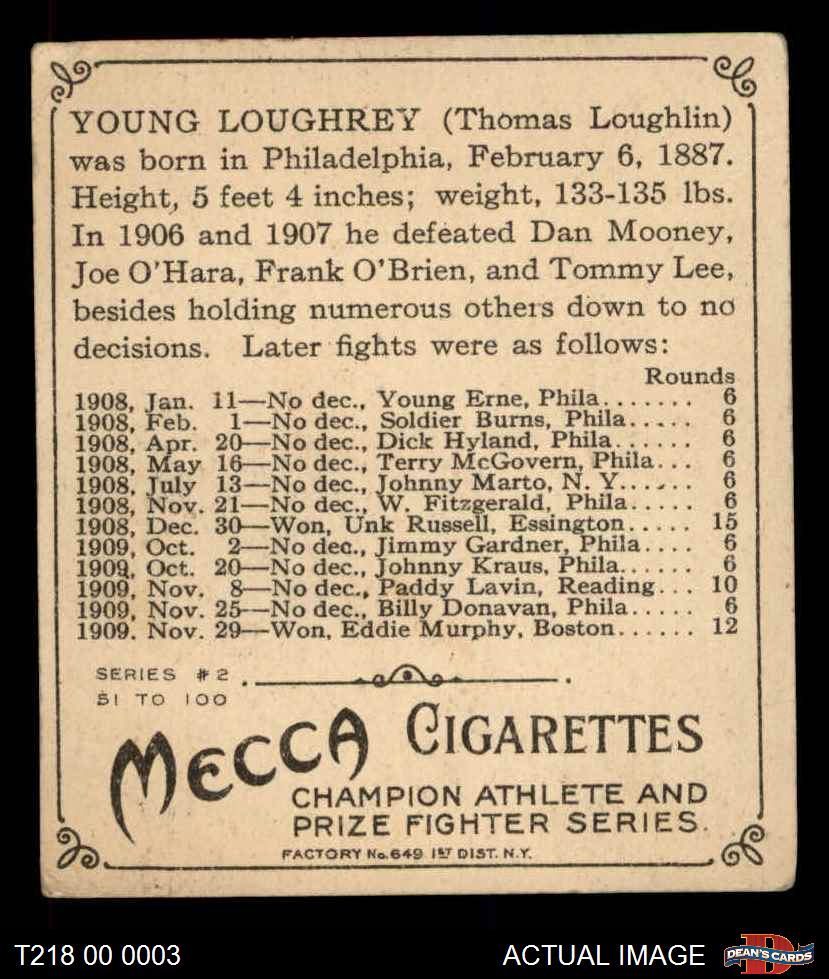 YOUNG LOUGHREY (Thomas Loughlin)
was born in Philadelphia, February 6, 1887.
Height, 5 feet 4 inches; weight, 133-135 lbs.
In 1906 and 1907 he defeated Dan Mooney,
Joe O'Hara, Frank O'Brien, and Tommy Lee,
besides holding numerous others down to no
decisions. Later fights were as follows:
Rounds
1908, Jan. 11—No dec., Young Erne, Phila....... 6
1908, Feb. 1—No dec., Soldier Burns, Phila..... 6
1908, Apr. 20—No dec., Dick Hyland, Phila...... 6
1908, May 16—No dec., Terry McGovern, Phila... 6
1908, July 13—No dec., Johnny Marto, N. Y...... 6
1908, Nov. 21—No dec., W. Fitzgerald, Phila..... 6
1908, Dec. 30—Won, Unk Russell, Essington..... 15
1909, Oct. 2—No dec., Jimmy Gardner, Phila.... 6
1909, Oct. 20—No dec., Johnny Kraus, Phila...... 6
1909, Nov. 8—No dec., Paddy Lavin, Reading... 10
1909, Nov. 25—No dec., Billy Donavan, Phila..... 6
1909. Nov. 29—Won, Eddie Murphy, Boston...... 12
SERIES #2
51 TO 100
MECCA CIGARETTES
CHAMPION ATHLETE AND
PRIZE FIGHTER SERIES.
FACTORY No. 649 1ST DIST. N.Y.
T218 00 0003 ACTUAL IMAGE DEAN'S CARDS